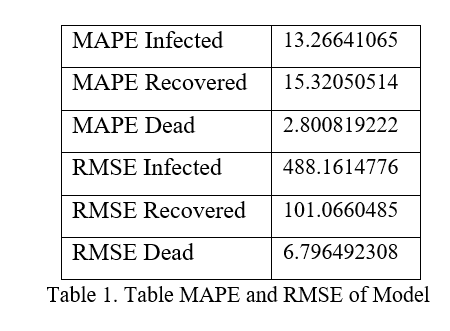 MAPE Infected 13.26641065
MAPE Recovered 15.32050514
MAPE Dead 2.800819222
RMSE Infected 488.1614776
RMSE Recovered 101.0660485
RMSE Dead 6.796492308
Table 1. Table MAPE and RMSE of Model